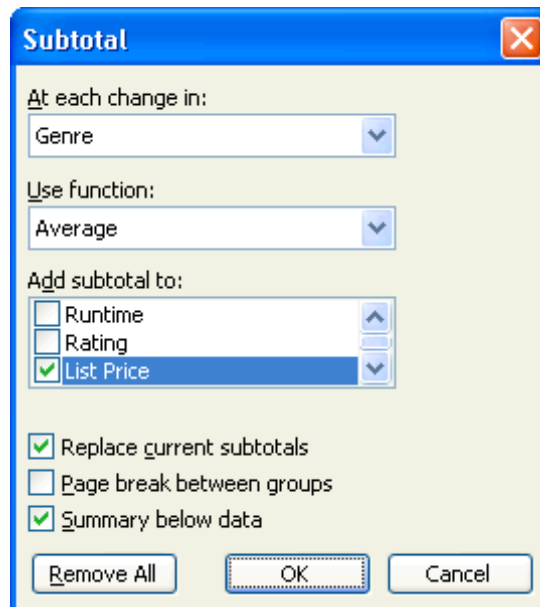 Subtotal
At each change in:
Genre
Use function:
Average
Add subtotal to:
Runtime
Rating
List Price
Replace current subtotals
Page break between groups
Summary below data
Remove All OK Cancel